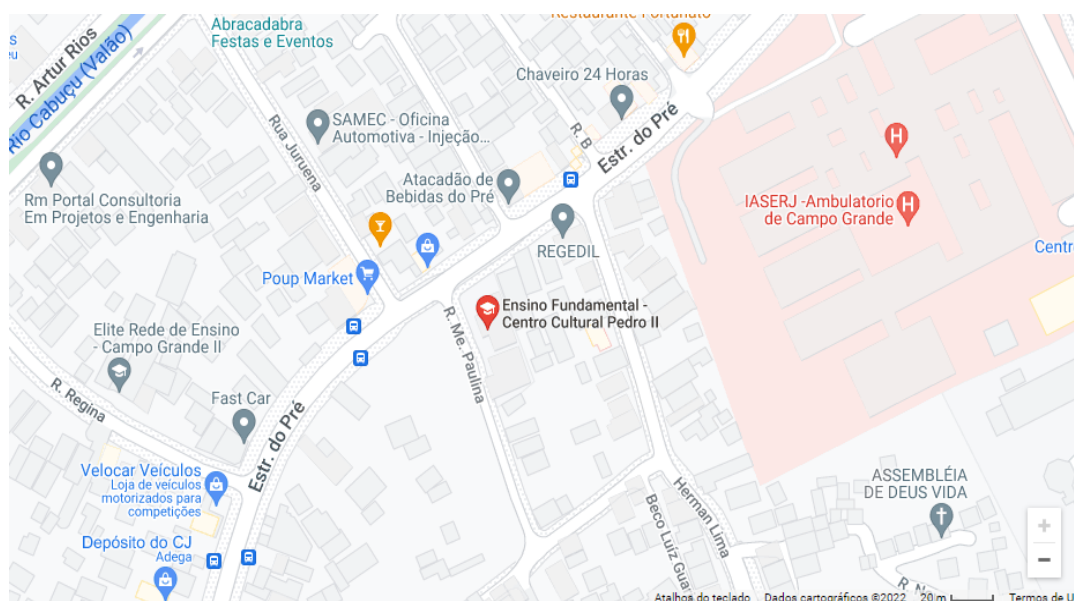 Restaurante Fortunato
Abracadabra
Festas e Eventos
R. Artur Rios
Rio Cabuçu (Valão)
s
eu
Chaveiro 24 Horas
SAMEC - Oficina
Automotiva - Injeção...
Rua Juruena
R. B
Estr. do Pré
Atacadão de
Bebidas do Pré
Rm Portal Consultoria
Em Projetos e Engenharia
IASERJ -Ambulatorio
de Campo Grande
REGEDIL
Centr
Poup Market
Ensino Fundamental -
Centro Cultural Pedro II
R. Me. Paulina
Elite Rede de Ensino
- Campo Grande II
R. Regina
Fast Car
Estr. do Pré
Velocar Veículos
Loja de veículos
motorizados para
competições
ASSEMBLÉIA
DE DEUS VIDA
Herman Lima
Beco Luíz Gua
Depósito do CJ
Adega
R. N
Atalhos do teclado Dados cartográficos ©2022 20 m Termos de U